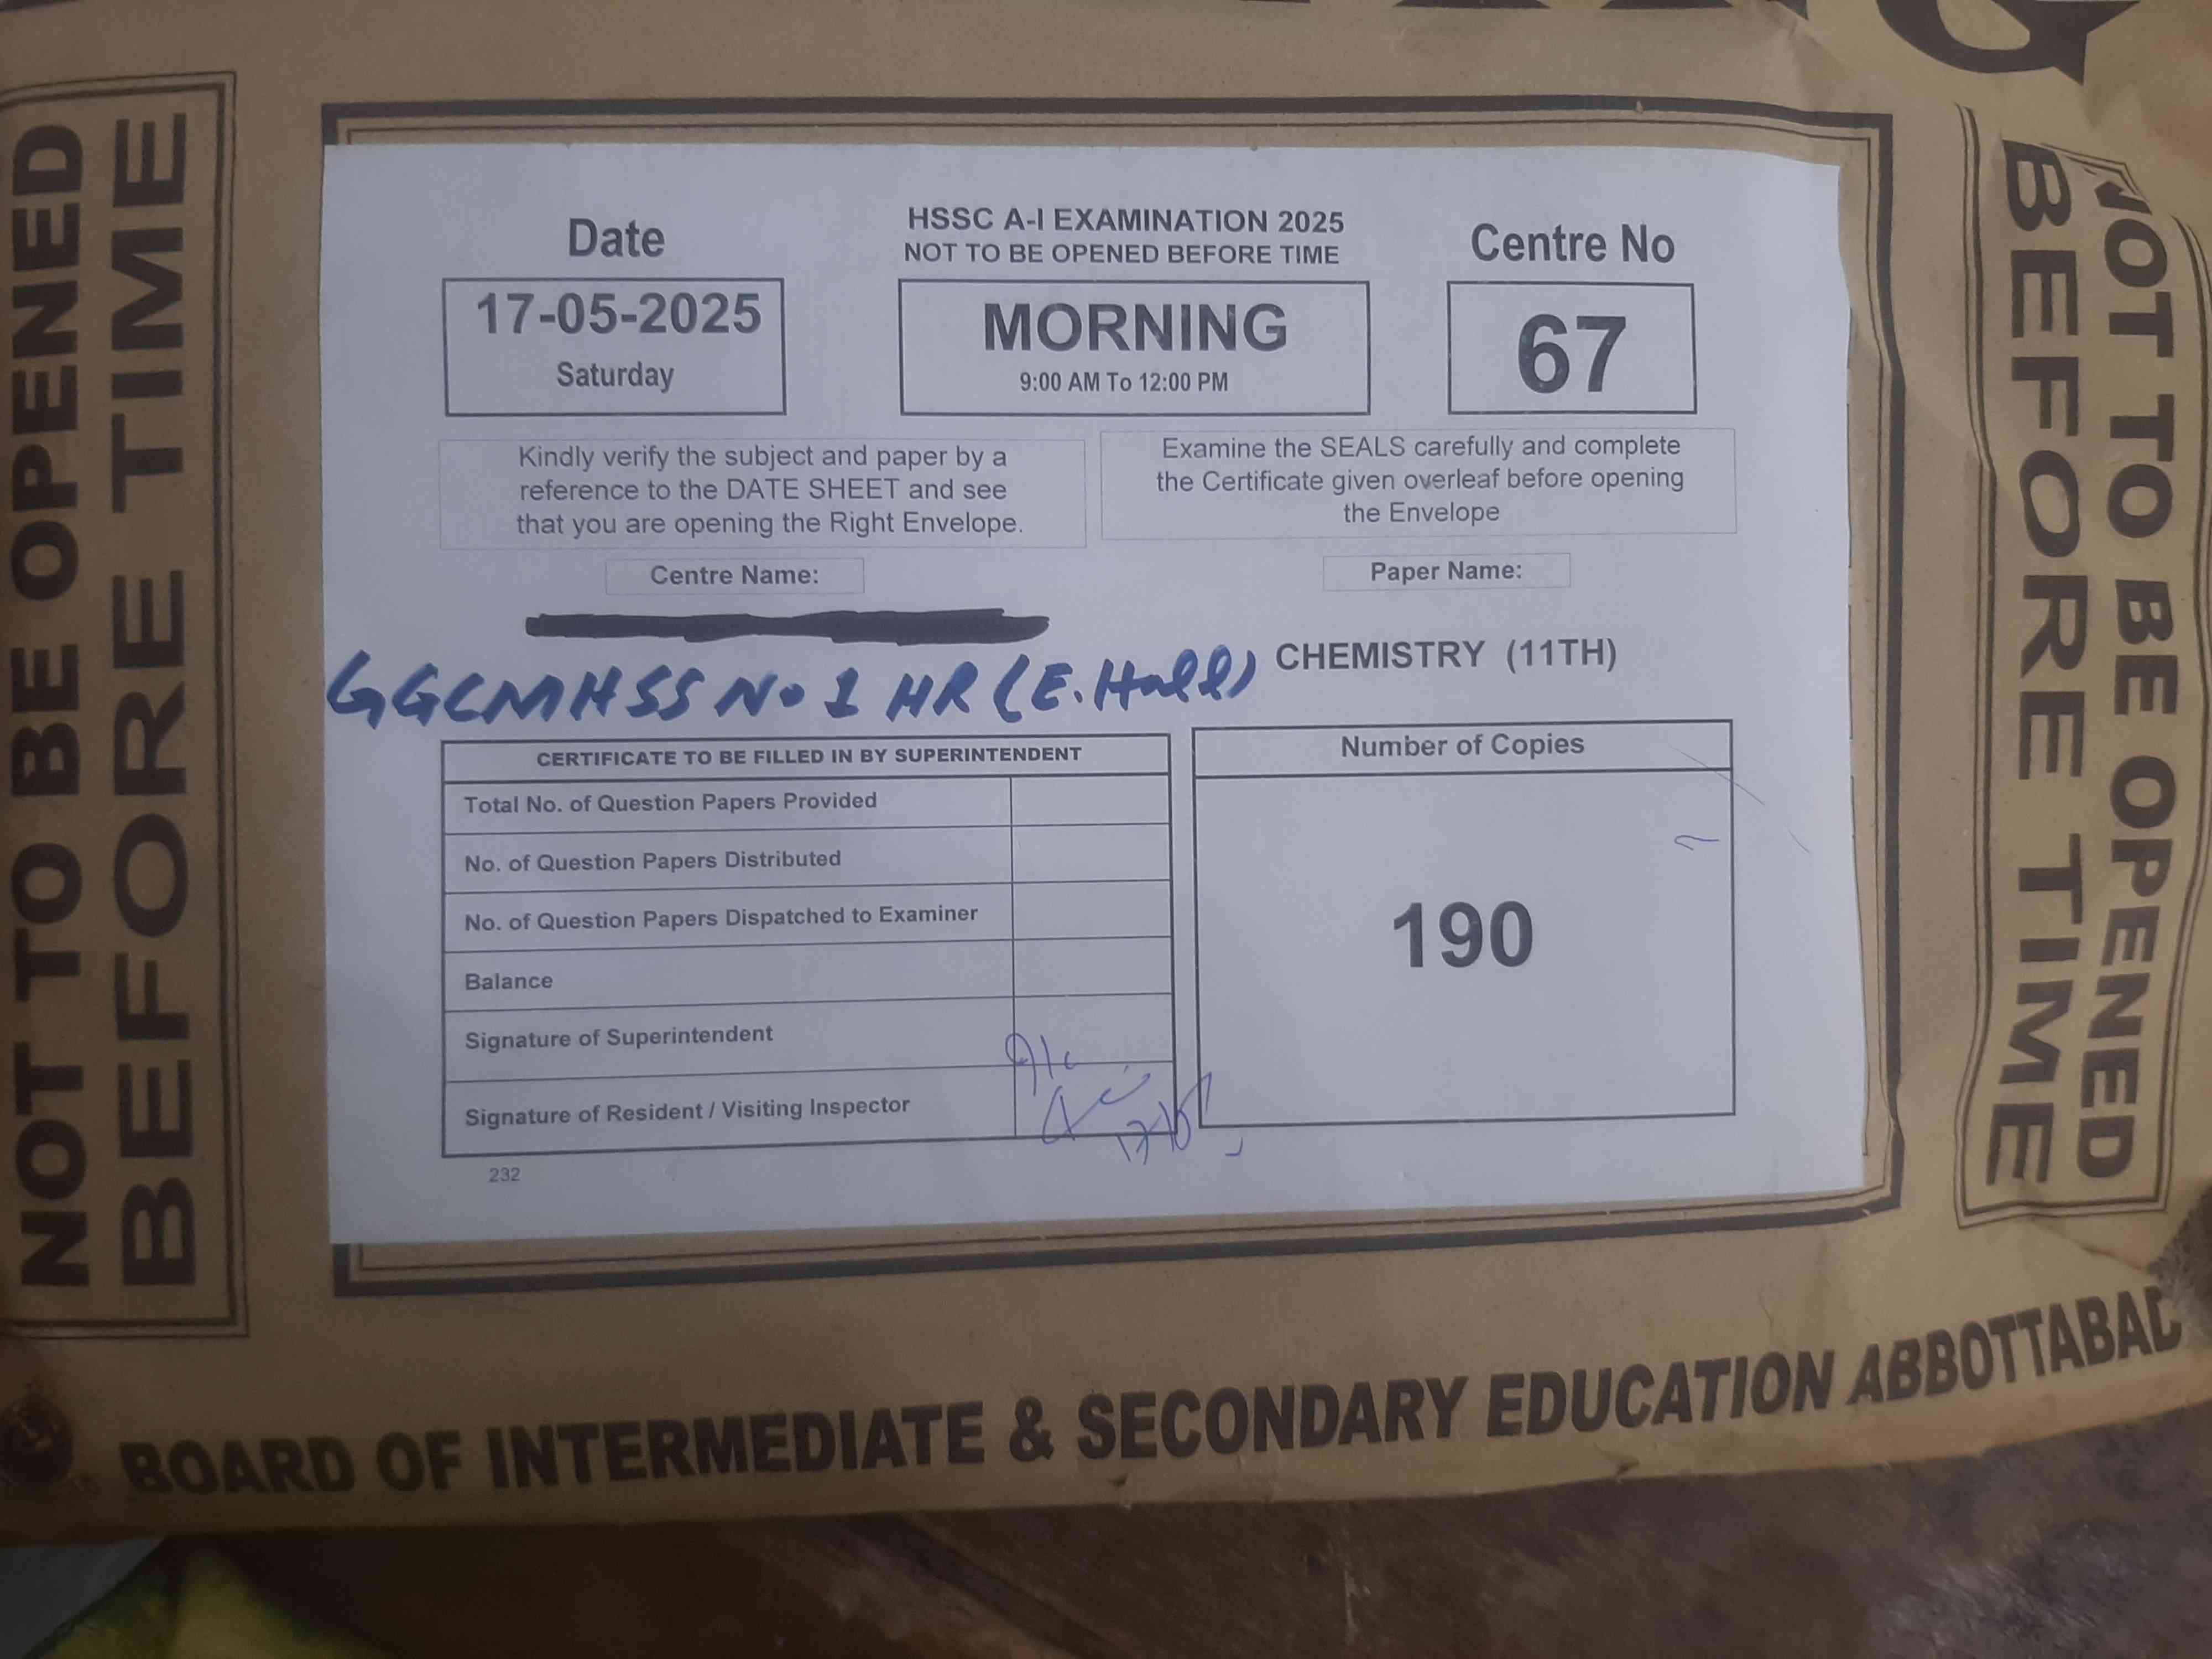 NOT TO BE OPENED
BEFORE TIME
Date
17-05-2025
Saturday
HSSC A-I EXAMINATION 2025
NOT TO BE OPENED BEFORE TIME
MORNING
9:00 AM To 12:00 PM
Centre No
67
Kindly verify the subject and paper by a
reference to the DATE SHEET and see
that you are opening the Right Envelope.
Examine the SEALS carefully and complete
the Certificate given overleaf before opening
the Envelope
Centre Name:
Paper Name:
GGCMHSS No 1 HR (E. Hall)
CHEMISTRY (11TH)
CERTIFICATE TO BE FILLED IN BY SUPERINTENDENT
Total No. of Question Papers Provided
No. of Question Papers Distributed
No. of Question Papers Dispatched to Examiner
Balance
Signature of Superintendent
Signature of Resident / Visiting Inspector
232
Number of Copies
190
NOT TO BE OPENED
BEFORE TIME
BOARD OF INTERMEDIATE & SECONDARY EDUCATION ABBOTTABAD